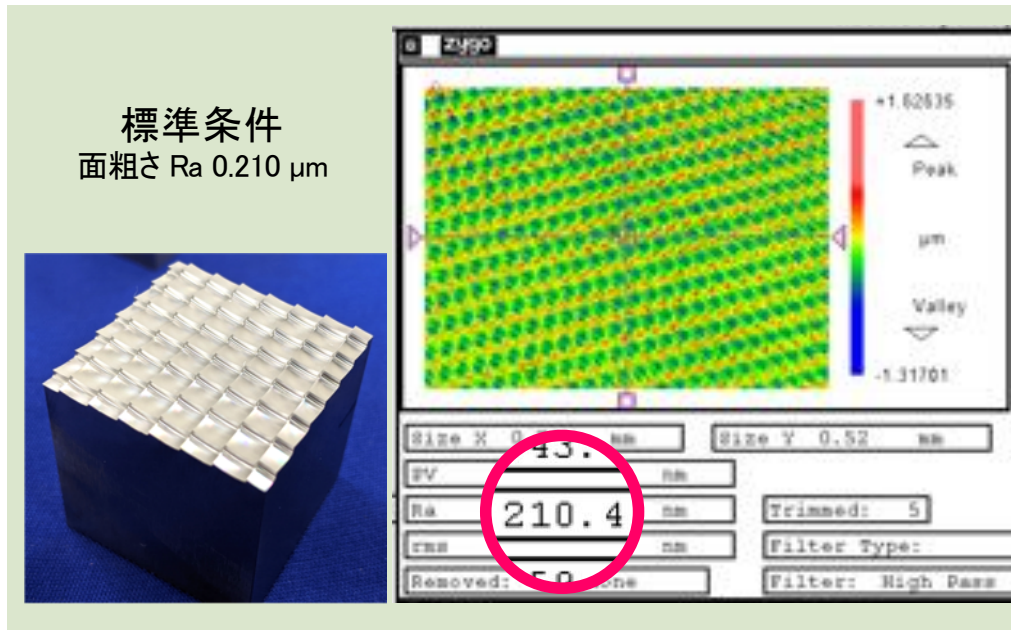 標準条件
面粗さ Ra 0.210 μm
zygo
+1.62635
Peak
μm
Valley
-1.31701
Size X mm
Size Y 0.52 mm
43.
PV nm
Ra 210.4 nm
Trimmed: 5
rms nm
Filter Type:
Removed:
Filter: High Pass